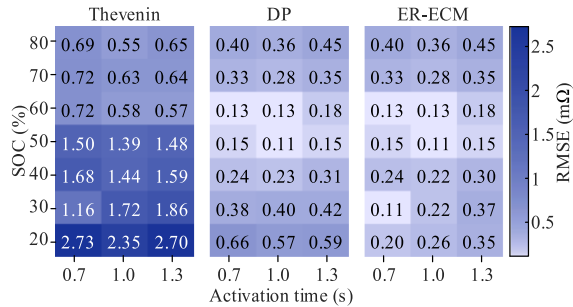 Thevenin DP ER-ECM
80 0.69 0.55 0.65 0.40 0.36 0.45 0.40 0.36 0.45
70 0.72 0.63 0.64 0.33 0.28 0.35 0.33 0.28 0.35
60 0.72 0.58 0.57 0.13 0.13 0.18 0.13 0.13 0.18
50 1.50 1.39 1.48 0.15 0.11 0.15 0.15 0.11 0.15
40 1.68 1.44 1.59 0.24 0.23 0.31 0.24 0.22 0.30
30 1.16 1.72 1.86 0.38 0.40 0.42 0.11 0.22 0.37
20 2.73 2.35 2.70 0.66 0.57 0.59 0.20 0.26 0.35
0.7 1.0 1.3 0.7 1.0 1.3 0.7 1.0 1.3
SOC (%)
Activation time (s)
2.5
2
1.5
1
0.5
RMSE (mΩ)